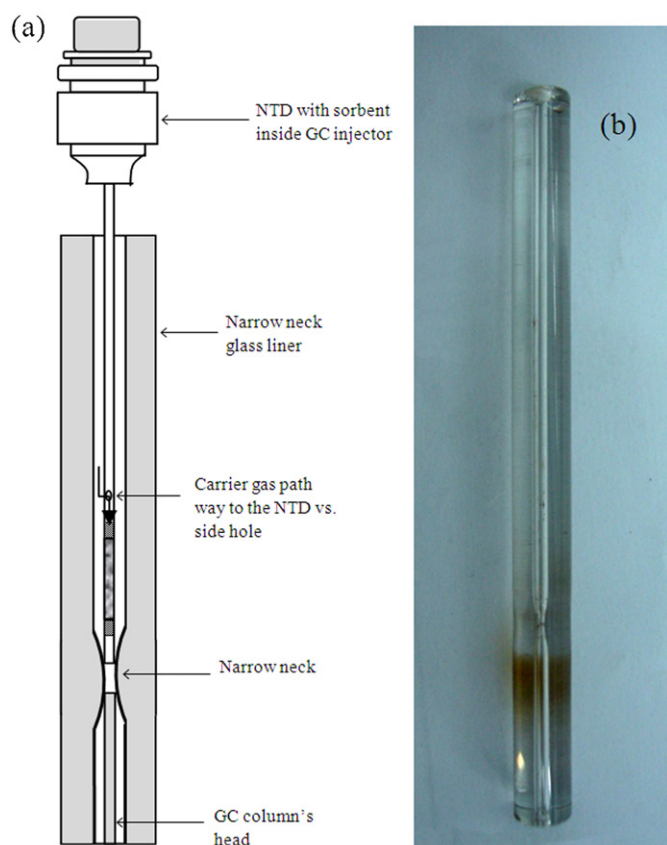 (a)
NTD with sorbent
inside GC injector
Narrow neck
glass liner
Carrier gas path
way to the NTD vs.
side hole
Narrow neck
GC column's
head
(b)